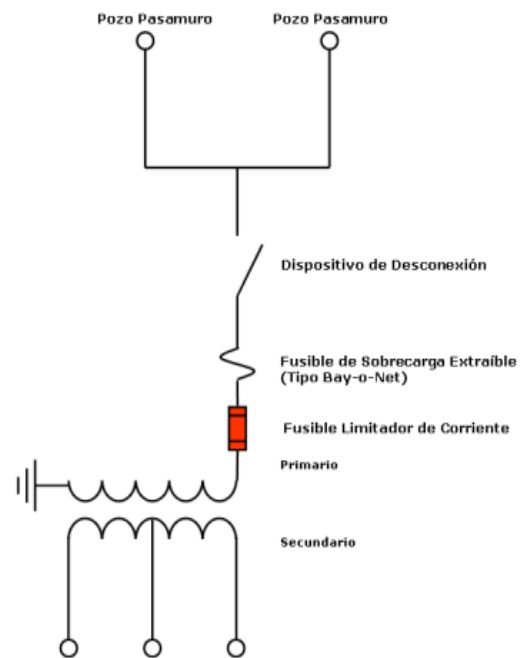 Pozo Pasamuro Pozo Pasamuro
Dispositivo de Desconexión
Fusible de Sobrecarga Extraíble
(Tipo Bay-o-Net)
Fusible Limitador de Corriente
Primario
Secundario